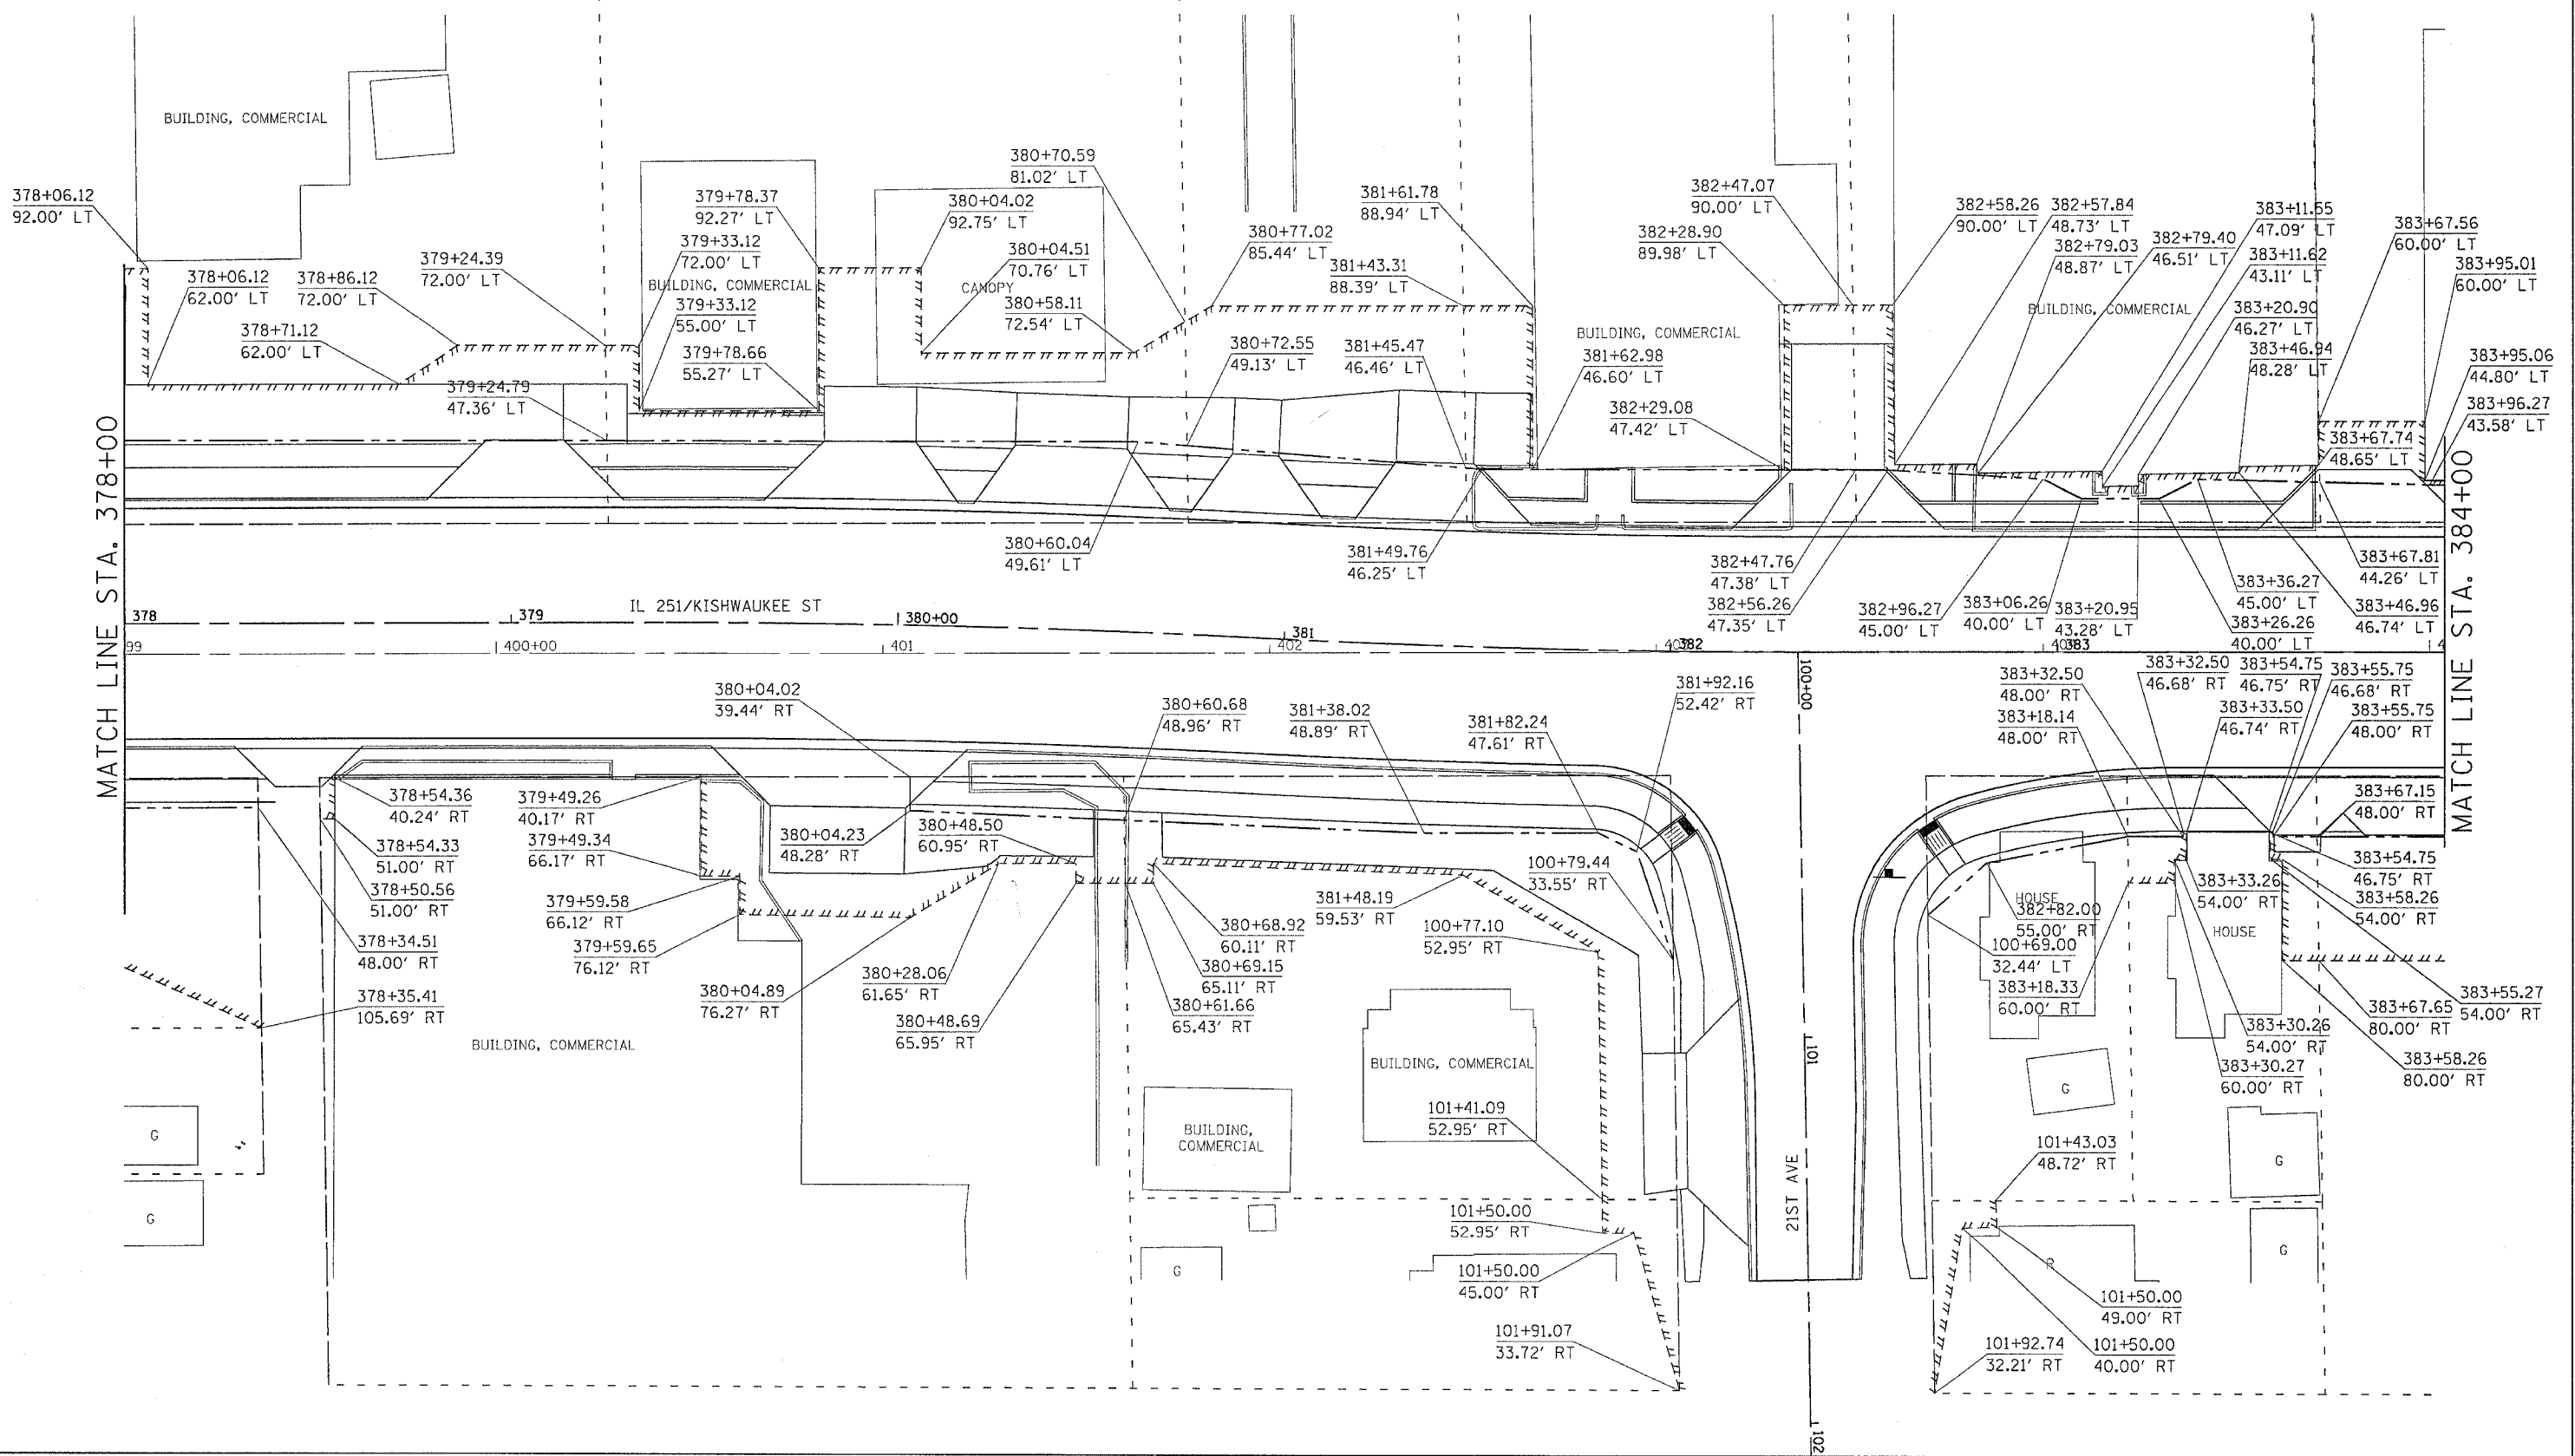 BUILDING, COMMERCIAL
378+06.12
92.00' LT
378+06.12
62.00' LT
378+71.12
62.00' LT
378+86.12
72.00' LT
379+24.39
72.00' LT
379+24.79
47.36' LT
379+78.37
92.27' LT
379+33.12
72.00' LT
BUILDING, COMMERCIAL
379+33.12
55.00' LT
379+78.66
55.27' LT
380+70.59
81.02' LT
380+04.02
92.75' LT
380+04.51
70.76' LT
CANOPY
380+58.11
72.54' LT
380+77.02
85.44' LT
381+61.78
88.94' LT
381+43.31
88.39' LT
380+72.55
49.13' LT
381+45.47
46.46' LT
BUILDING, COMMERCIAL
381+62.98
46.60' LT
382+29.08
47.42' LT
382+47.07
90.00' LT
382+28.90
89.98' LT
382+58.26
90.00' LT
382+57.84
48.73' LT
382+79.03
48.87' LT
382+79.40
46.51' LT
383+11.65
47.09' LT
383+11.62
43.11' LT
BUILDING, COMMERCIAL
383+20.90
46.27' LT
383+46.94
48.28' LT
383+67.56
60.00' LT
383+95.01
60.00' LT
383+95.06
44.80' LT
383+96.27
43.58' LT
383+67.74
48.65' LT
380+60.04
49.61' LT
381+49.76
46.25' LT
382+47.76
47.38' LT
382+56.26
47.35' LT
382+96.27
45.00' LT
383+06.26
40.00' LT
383+20.95
43.28' LT
383+36.27
45.00' LT
383+26.26
40.00' LT
383+67.81
44.26' LT
383+46.96
46.74' LT
MATCH LINE STA. 378+00
MATCH LINE STA. 384+00
IL 251/KISHWAUKEE ST
378
379
380+00
381
382
383
99
400+00
401
402
100+00
380+04.02
39.44' RT
380+60.68
48.96' RT
381+38.02
48.89' RT
381+82.24
47.61' RT
381+92.16
52.42' RT
383+32.50
48.00' RT
383+18.14
48.00' RT
383+32.50
46.68' RT
383+54.75
46.75' RT
383+55.75
46.68' RT
383+33.50
46.74' RT
383+55.75
48.00' RT
383+67.15
48.00' RT
378+54.36
40.24' RT
378+54.33
51.00' RT
378+50.56
51.00' RT
378+34.51
48.00' RT
378+35.41
105.69' RT
379+49.26
40.17' RT
379+49.34
66.17' RT
379+59.58
66.12' RT
379+59.65
76.12' RT
380+04.23
48.28' RT
380+48.50
60.95' RT
380+04.89
76.27' RT
380+28.06
61.65' RT
380+48.69
65.95' RT
380+68.92
60.11' RT
380+69.15
65.11' RT
380+61.66
65.43' RT
381+48.19
59.53' RT
100+79.44
33.55' RT
100+77.10
52.95' RT
HOUSE
382+82.00
55.00' RT
100+69.00
32.44' LT
383+18.33
60.00' RT
383+33.26
54.00' RT
HOUSE
383+54.75
46.75' RT
383+58.26
54.00' RT
383+55.27
54.00' RT
383+67.65
80.00' RT
383+58.26
80.00' RT
383+30.26
54.00' RT
383+30.27
60.00' RT
BUILDING, COMMERCIAL
BUILDING, COMMERCIAL
BUILDING,
COMMERCIAL
G
G
G
G
G
G
R
101
21ST AVE
102
101+41.09
52.95' RT
101+50.00
52.95' RT
101+50.00
45.00' RT
101+91.07
33.72' RT
101+43.03
48.72' RT
101+50.00
49.00' RT
101+92.74
32.21' RT
101+50.00
40.00' RT